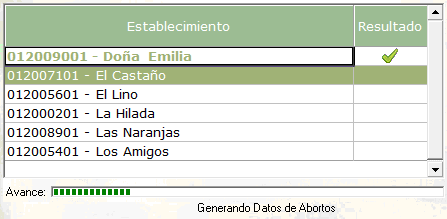 Establecimiento Resultado
012009001 - Doña Emilia
012007101 - El Castaño
012005601 - El Lino
012000201 - La Hilada
012008901 - Las Naranjas
012005401 - Los Amigos
Avance:
Generando Datos de Abortos